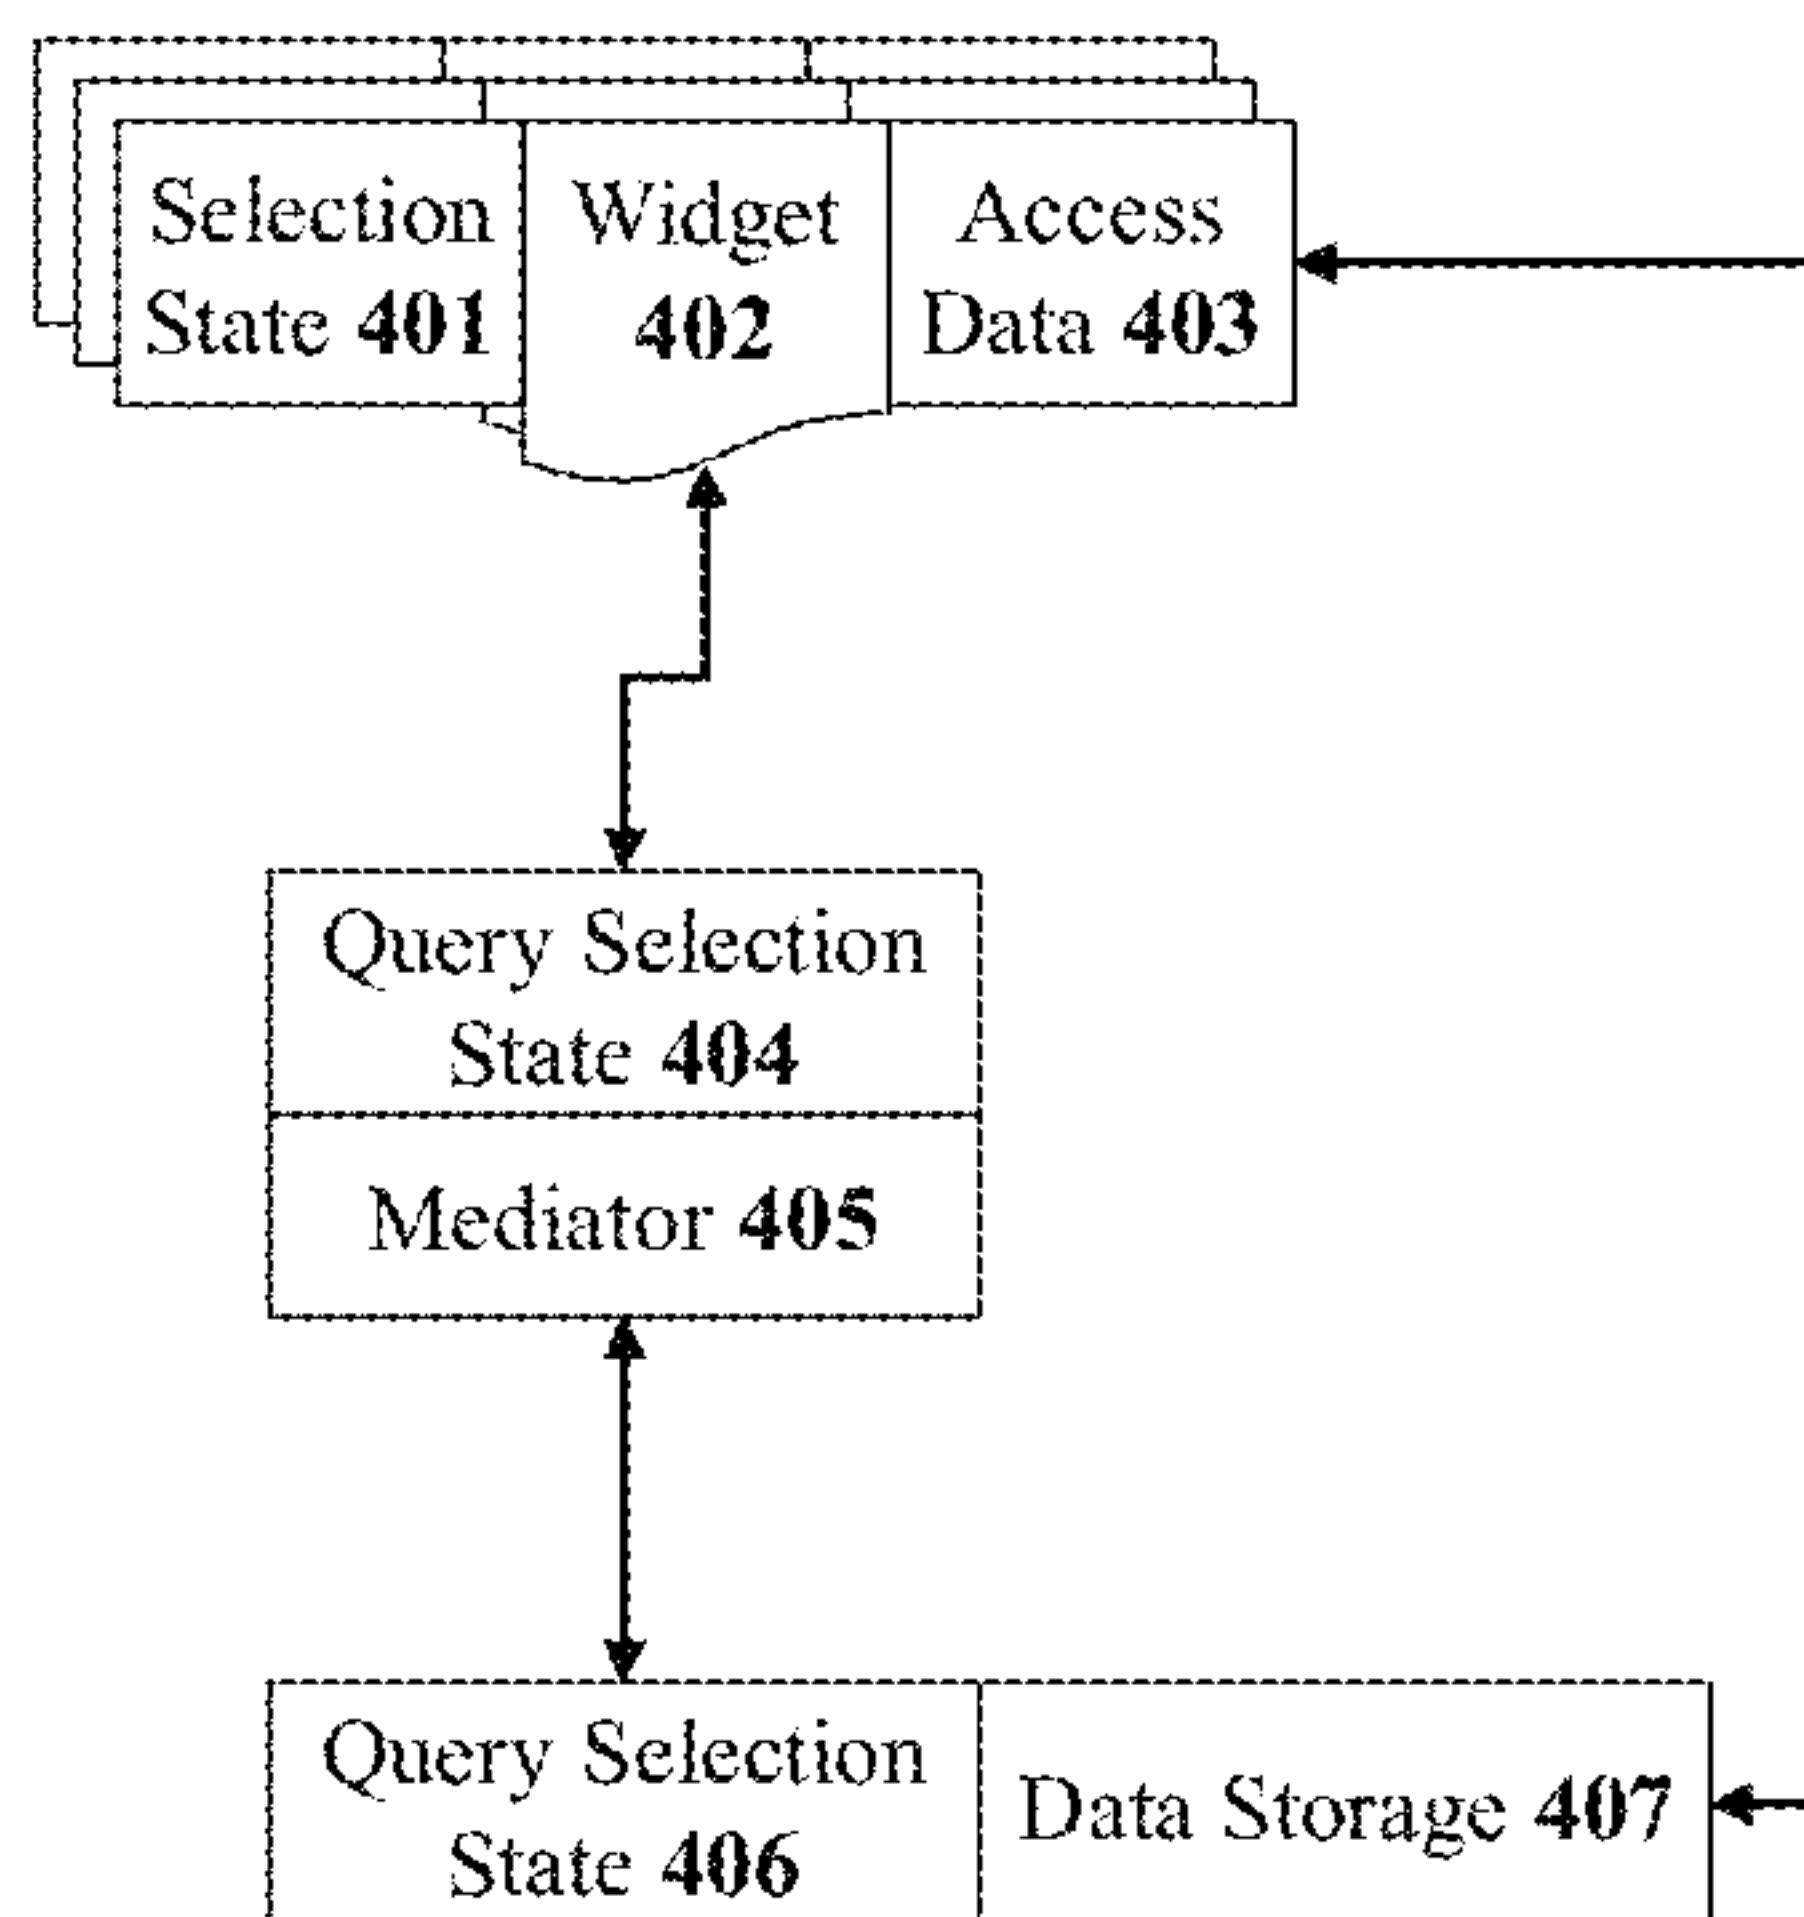 Selection
State 401
Widget
402
Access
Data 403
Query Selection
State 404
Mediator 405
Query Selection
State 406
Data Storage 407